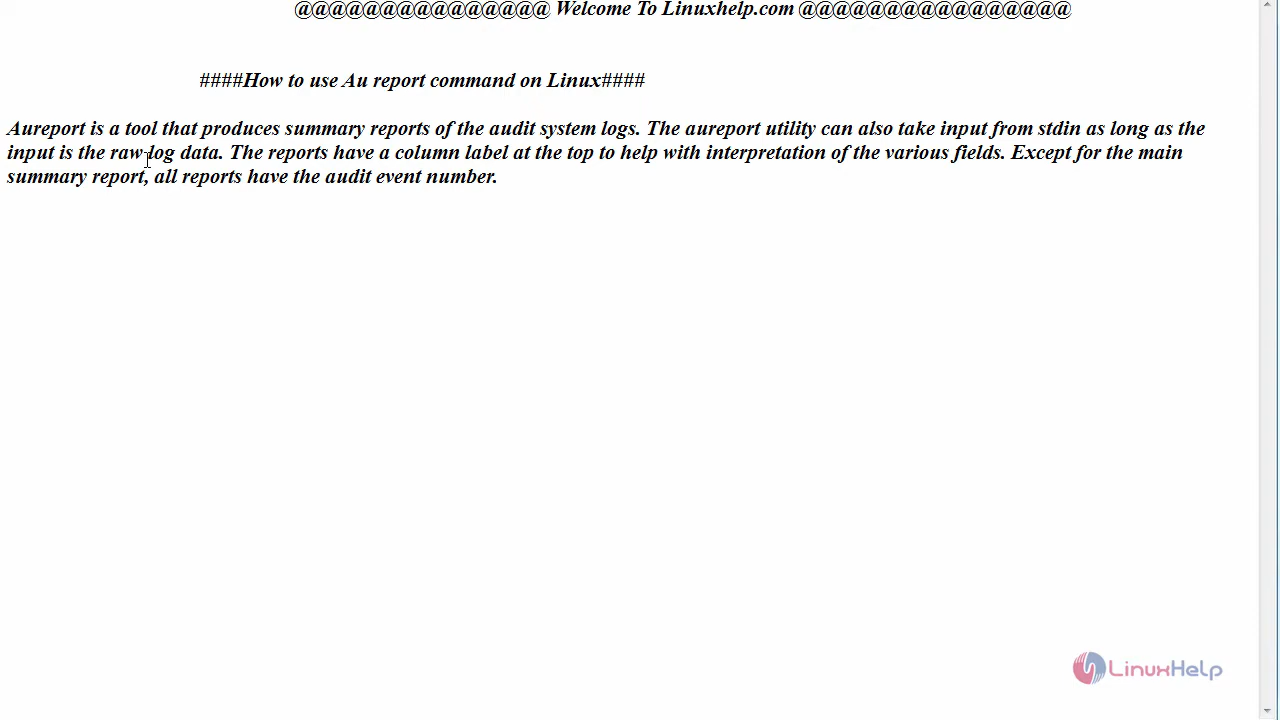 @@@@@@@@@@@@@@@ Welcome To Linuxhelp.com @@@@@@@@@@@@@@@@
####How to use Au report command on Linux####
Aureport is a tool that produces summary reports of the audit system logs. The aureport utility can also take input from stdin as long as the
input is the raw log data. The reports have a column label at the top to help with interpretation of the various fields. Except for the main
summary report, all reports have the audit event number.
LinuxHelp